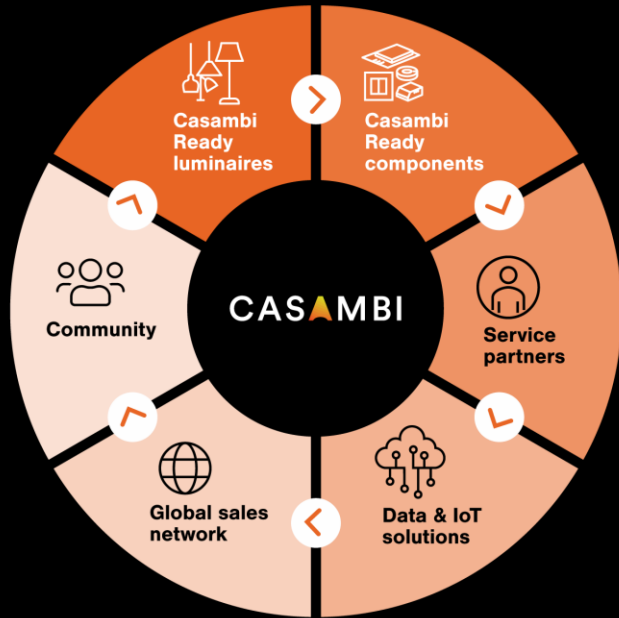 Casambi
Ready
luminaires
Casambi
Ready
components
Service
partners
Data & IoT
solutions
Global sales
network
Community
CASAMBI